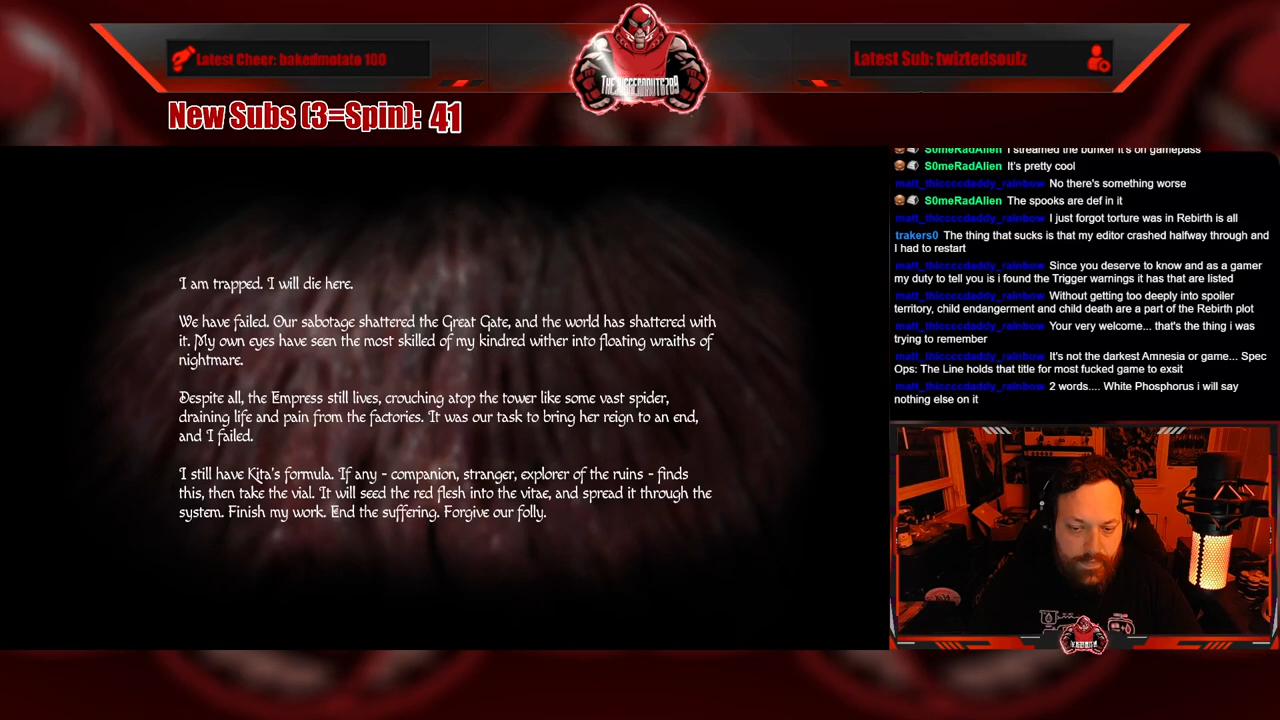 Latest Cheer: bakedmotato 100
Latest Sub: twiztedsoulz
New Subs (3=Spin): 41
I am trapped. I will die here.
We have failed. Our sabotage shattered the Great Gate, and the world has shattered with
it. My own eyes have seen the most skilled of my kindred wither into floating wraiths of
nightmare.
Despite all, the Empress still lives, crouching atop the tower like some vast spider,
draining life and pain from the factories. It was our task to bring her reign to an end,
and I failed.
I still have Kita's formula. If any - companion, stranger, explorer of the ruins - finds
this, then take the vial. It will seed the red flesh into the vitae, and spread it through the
system. Finish my work. End the suffering. Forgive our folly.
S0meRadAlien I streamed the bunker it's on gamepass
S0meRadAlien It's pretty cool
matt_thiccccdaddy_rainbow No there's something worse
S0meRadAlien The spooks are def in it
matt_thiccccdaddy_rainbow I just forgot torture was in Rebirth is all
trakers0 The thing that sucks is that my editor crashed halfway through and
I had to restart
matt_thiccccdaddy_rainbow Since you deserve to know and as a gamer
my duty to tell you is i found the Trigger warnings it has that are listed
matt_thiccccdaddy_rainbow Without getting too deeply into spoiler
territory, child endangerment and child death are a part of the Rebirth plot
matt_thiccccdaddy_rainbow Your very welcome... that's the thing i was
trying to remember
matt_thiccccdaddy_rainbow It's not the darkest Amnesia or game... Spec
Ops: The Line holds that title for most fucked game to exsit
matt_thiccccdaddy_rainbow 2 words.... White Phosphorus i will say
nothing else on it